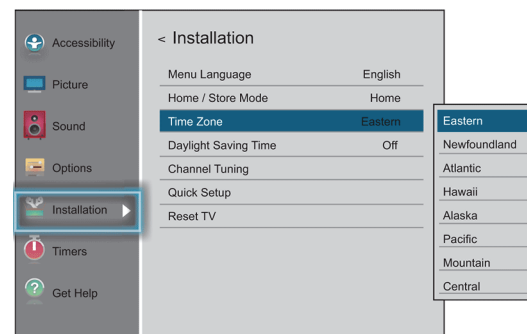 Accessibility
Picture
Sound
Options
Installation
Timers
Get Help
< Installation
Menu Language English
Home / Store Mode Home
Time Zone Eastern
Daylight Saving Time Off
Channel Tuning
Quick Setup
Reset TV
Eastern
Newfoundland
Atlantic
Hawaii
Alaska
Pacific
Mountain
Central